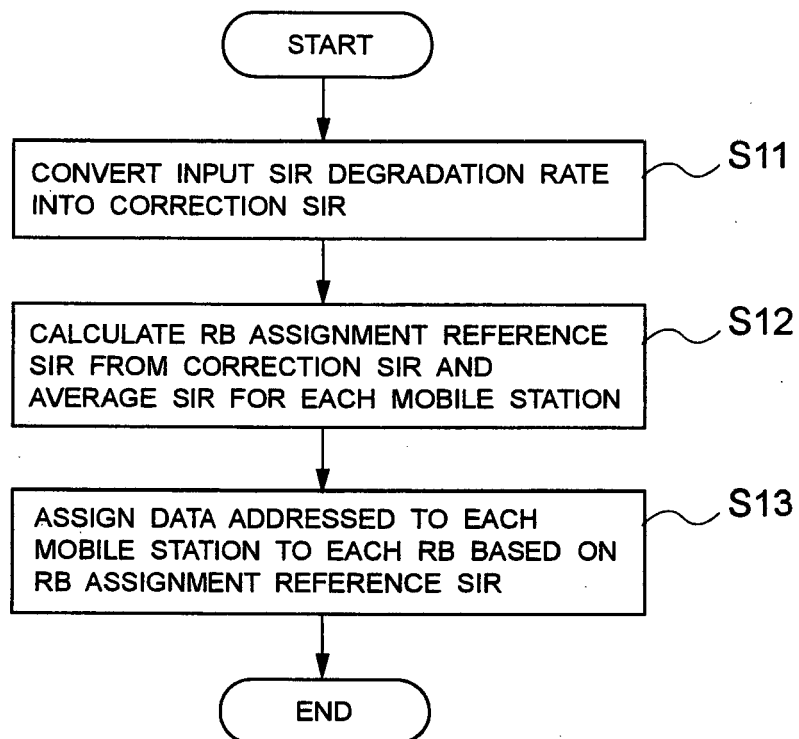 START
CONVERT INPUT SIR DEGRADATION RATE
INTO CORRECTION SIR
S11
CALCULATE RB ASSIGNMENT REFERENCE
SIR FROM CORRECTION SIR AND
AVERAGE SIR FOR EACH MOBILE STATION
S12
ASSIGN DATA ADDRESSED TO EACH
MOBILE STATION TO EACH RB BASED ON
RB ASSIGNMENT REFERENCE SIR
S13
END